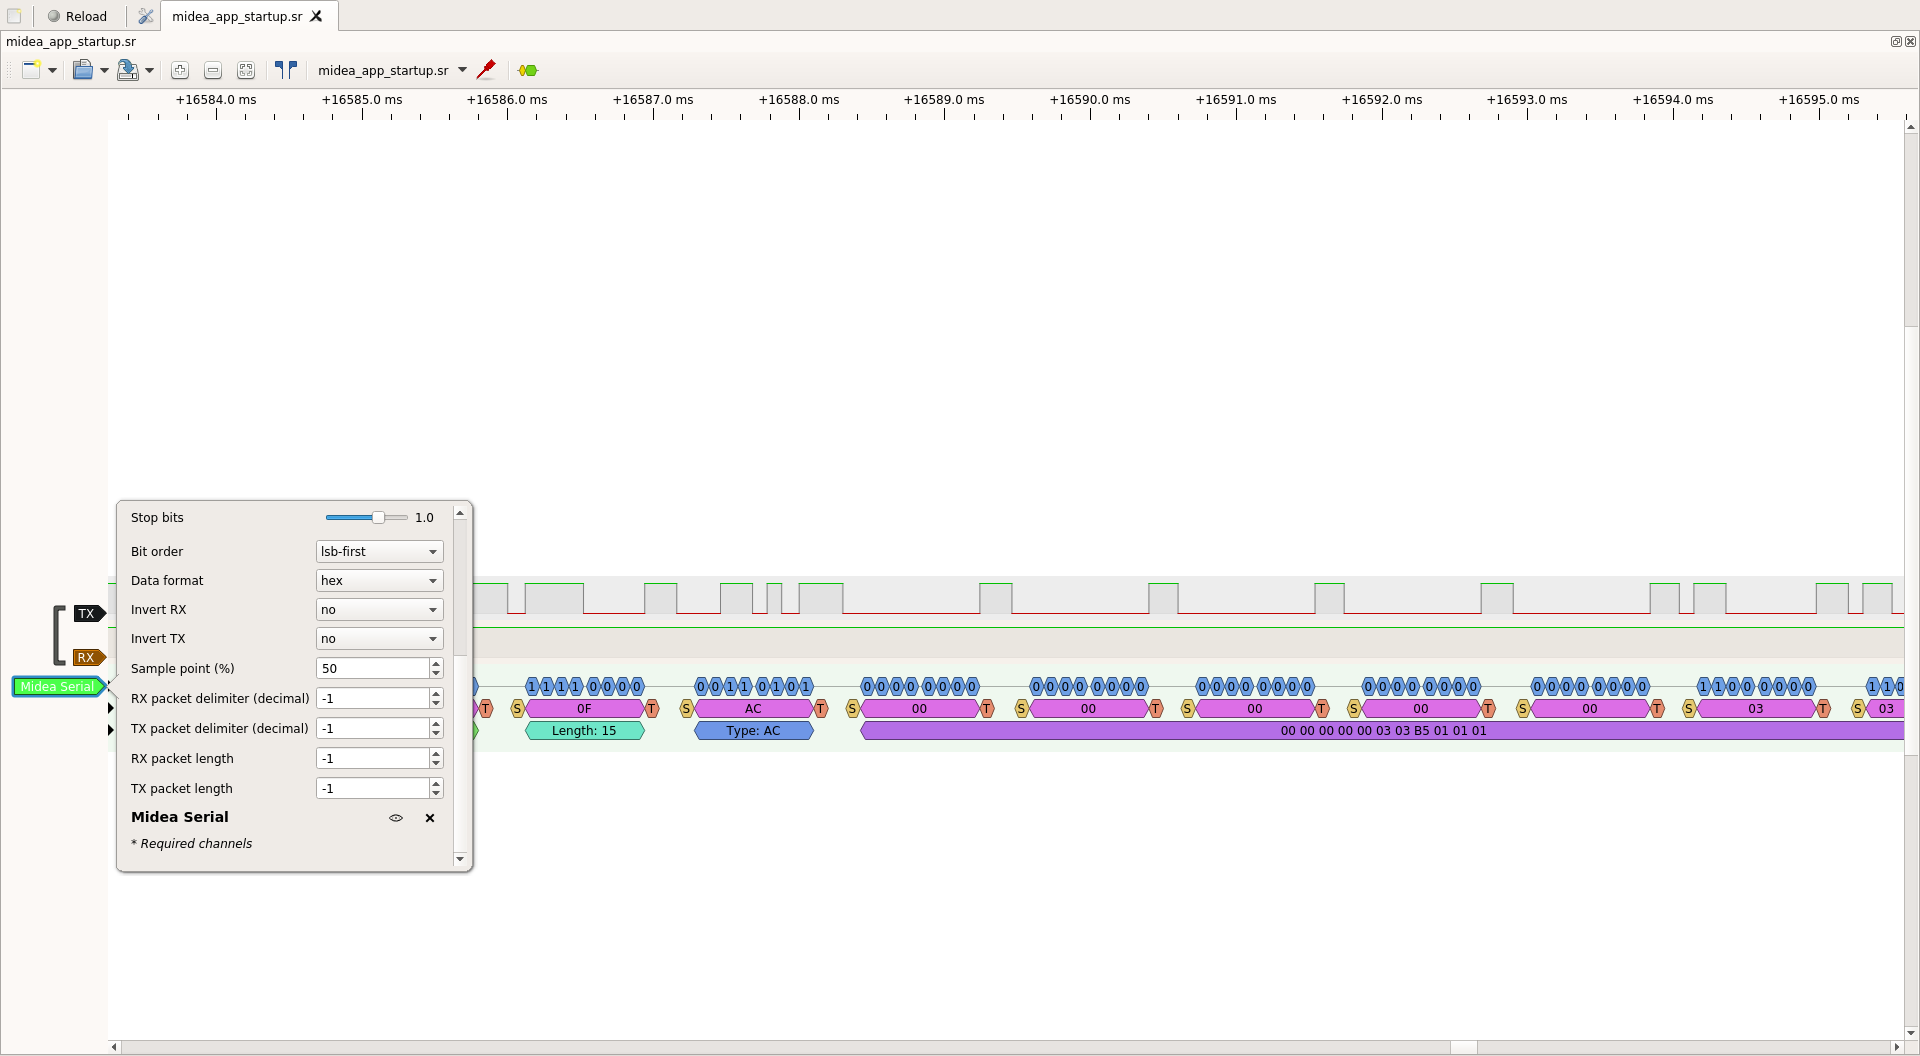 Reload
midea_app_startup.sr
midea_app_startup.sr
midea_app_startup.sr
+16584.0 ms +16585.0 ms +16586.0 ms +16587.0 ms +16588.0 ms +16589.0 ms +16590.0 ms +16591.0 ms +16592.0 ms +16593.0 ms +16594.0 ms +16595.0 ms
Stop bits 1.0
Bit order lsb-first
Data format hex
Invert RX no
Invert TX no
Sample point (%) 50
RX packet delimiter (decimal) -1
TX packet delimiter (decimal) -1
RX packet length -1
TX packet length -1
Midea Serial
* Required channels
TX
RX
Midea Serial
1 1 1 1 0 0 0 0 0 0 1 1 0 1 0 1 0 0 0 0 0 0 0 0 0 0 0 0 0 0 0 0 0 0 0 0 0 0 0 0 0 0 0 0 0 0 0 0 0 0 0 0 0 0 0 0 1 1 0 0 0 0 0 0 1 1 0
T S 0F T S AC T S 00 T S 00 T S 00 T S 00 T S 00 T S 03 T S 03
Length: 15 Type: AC 00 00 00 00 00 03 03 B5 01 01 01